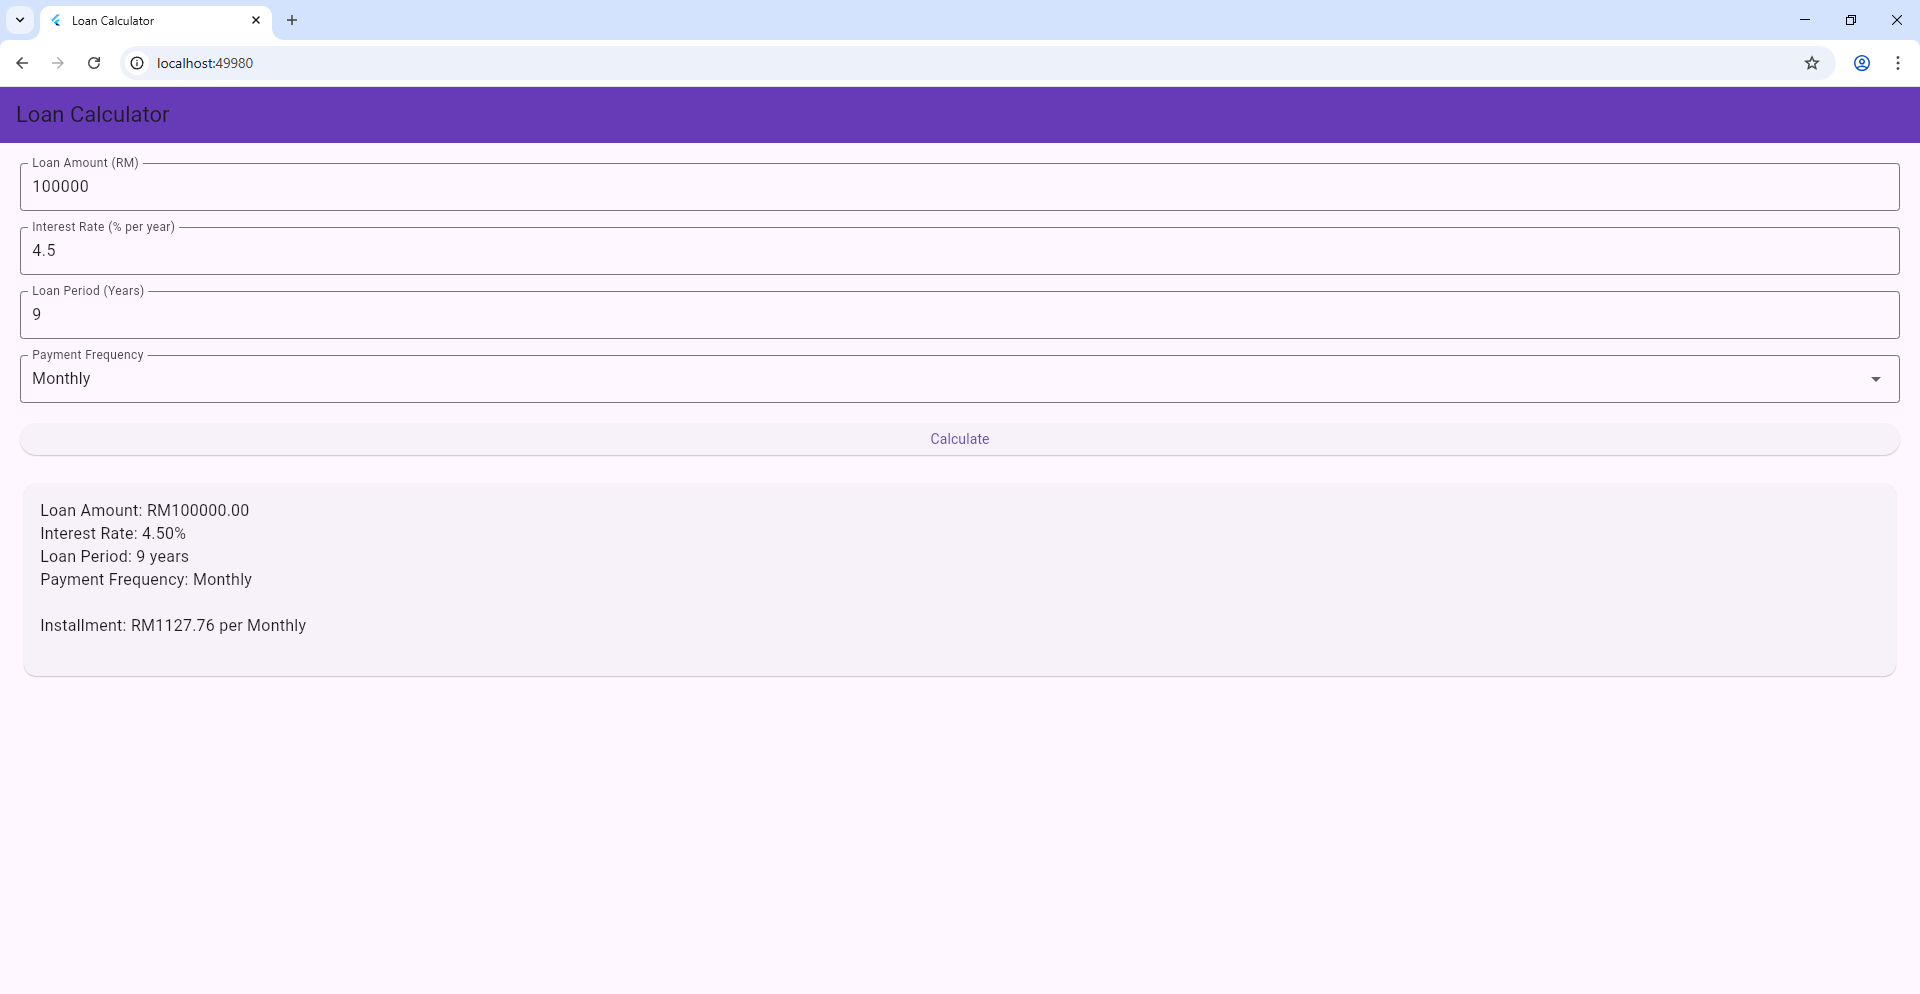 Loan Calculator
localhost:49980
Loan Calculator
Loan Amount (RM)
100000
Interest Rate (% per year)
4.5
Loan Period (Years)
9
Payment Frequency
Monthly
Calculate
Loan Amount: RM100000.00
Interest Rate: 4.50%
Loan Period: 9 years
Payment Frequency: Monthly
Installment: RM1127.76 per Monthly